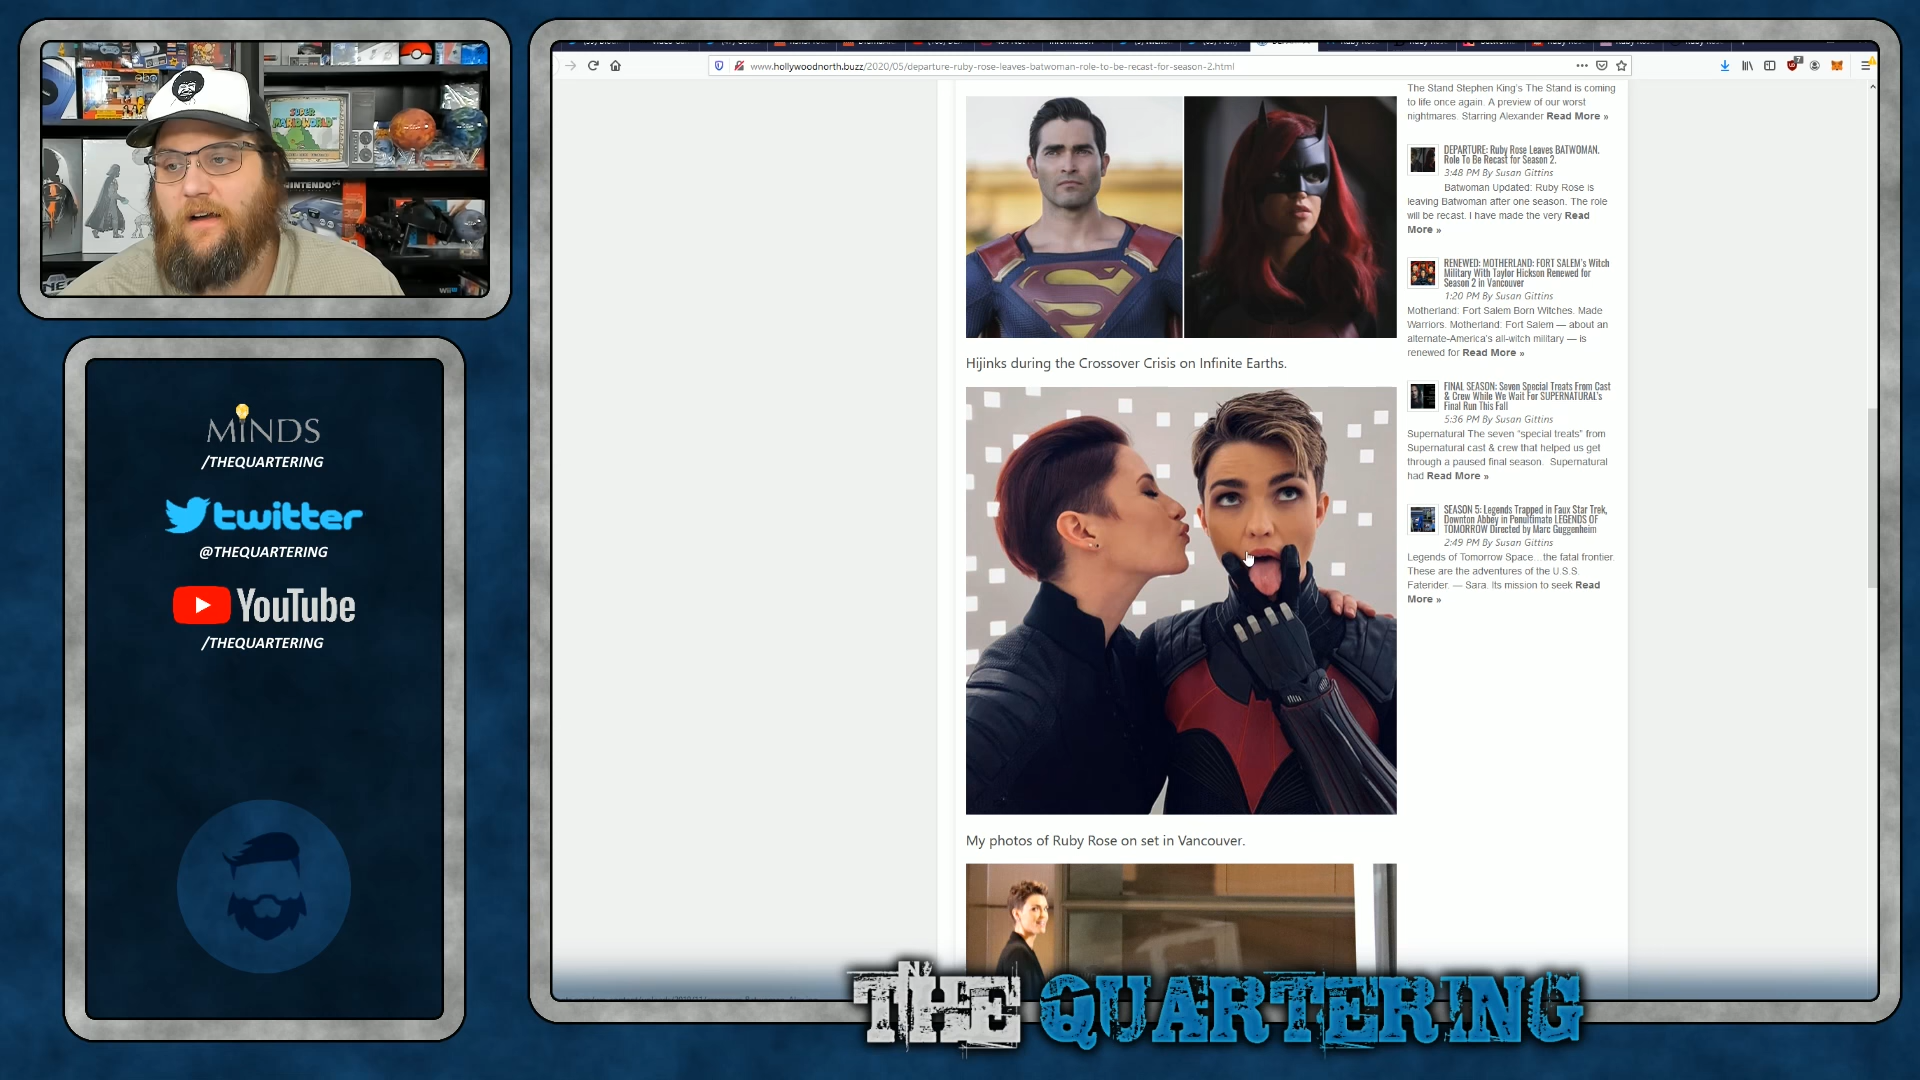 SUPER
MARIO WORLD
NINTENDO
MINDS
/THEQUARTERING
twitter
@THEQUARTERING
YouTube
/THEQUARTERING
www.hollywoodnorth.buzz/2020/05/departure-ruby-rose-leaves-batwoman-role-to-be-recast-for-season-2.html
Hijinks during the Crossover Crisis on Infinite Earths.
My photos of Ruby Rose on set in Vancouver.
The Stand Stephen King's The Stand is coming
to life once again. A preview of our worst
nightmares. Starring Alexander Read More »
DEPARTURE: Ruby Rose Leaves BATWOMAN.
Role To Be Recast for Season 2.
3:48 PM By Susan Gittins
Batwoman Updated: Ruby Rose is
leaving Batwoman after one season. The role
will be recast. I have made the very Read
More »
RENEWED: MOTHERLAND: FORT SALEM's Witch
Military With Taylor Hickson Renewed for
Season 2 in Vancouver
1:20 PM By Susan Gittins
Motherland: Fort Salem Born Witches. Made
Warriors. Motherland: Fort Salem — about an
alternate-America's all-witch military — is
renewed for Read More »
FINAL SEASON: Seven Special Treats From Cast
& Crew While We Wait For SUPERNATURAL's
Final Run This Fall
5:36 PM By Susan Gittins
Supernatural The seven "special treats" from
Supernatural cast & crew that helped us get
through a paused final season. Supernatural
had Read More »
SEASON 5: Legends Trapped in Faux Star Trek,
Downton Abbey in Penultimate LEGENDS OF
TOMORROW Directed by Marc Guggenheim
2:49 PM By Susan Gittins
Legends of Tomorrow Space…the fatal frontier.
These are the adventures of the U.S.S.
Faterider. — Sara. Its mission to seek Read
More »
THE QUARTERING